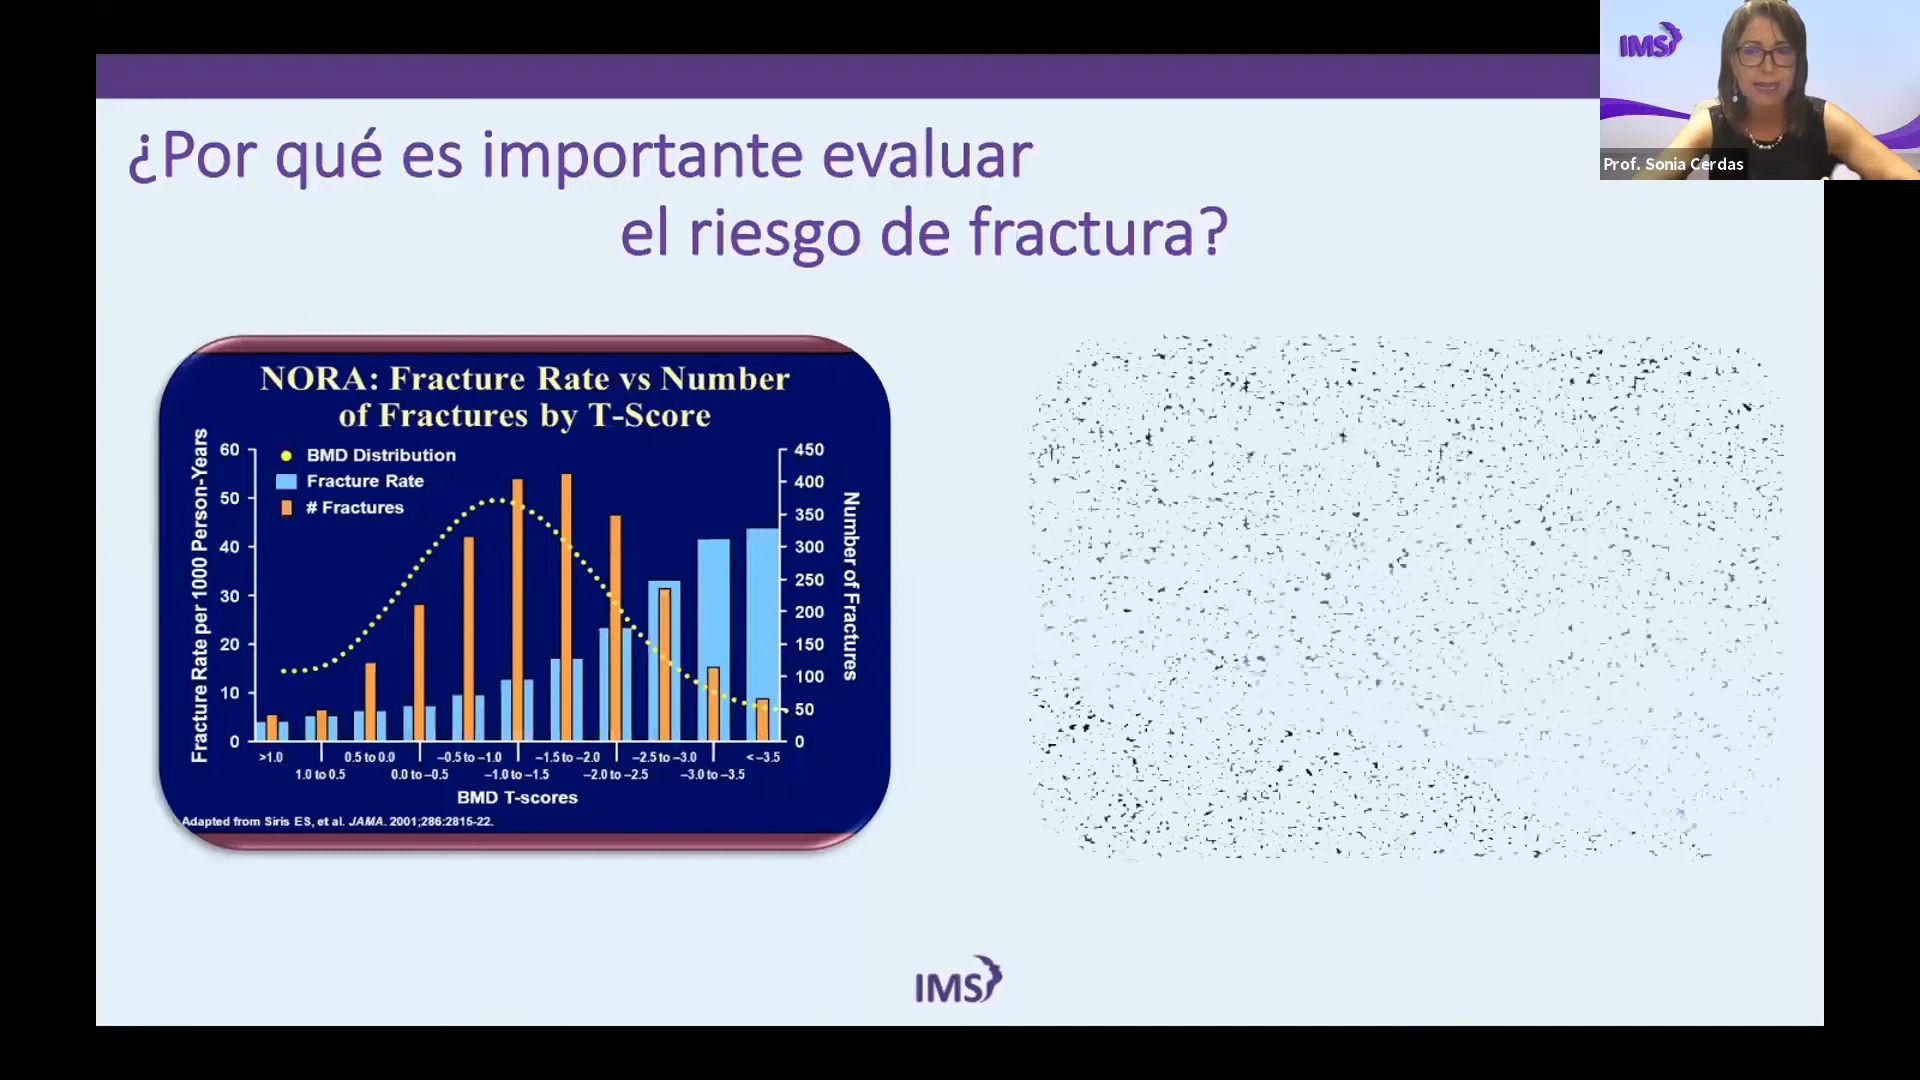 IMS
Prof. Sonia Cerdas
¿Por qué es importante evaluar
el riesgo de fractura?
NORA: Fracture Rate vs Number
of Fractures by T-Score
Fracture Rate per 1000 Person-Years
60
50
40
30
20
10
0
BMD Distribution
Fracture Rate
# Fractures
450
400
350
300
250
200
150
100
50
0
Number of Fractures
>1.0
1.0 to 0.5
0.5 to 0.0
0.0 to –0.5
–0.5 to –1.0
–1.0 to –1.5
–1.5 to –2.0
–2.0 to –2.5
–2.5 to –3.0
–3.0 to –3.5
< –3.5
BMD T-scores
Adapted from Siris ES, et al. JAMA. 2001;286:2815-22.
IMS